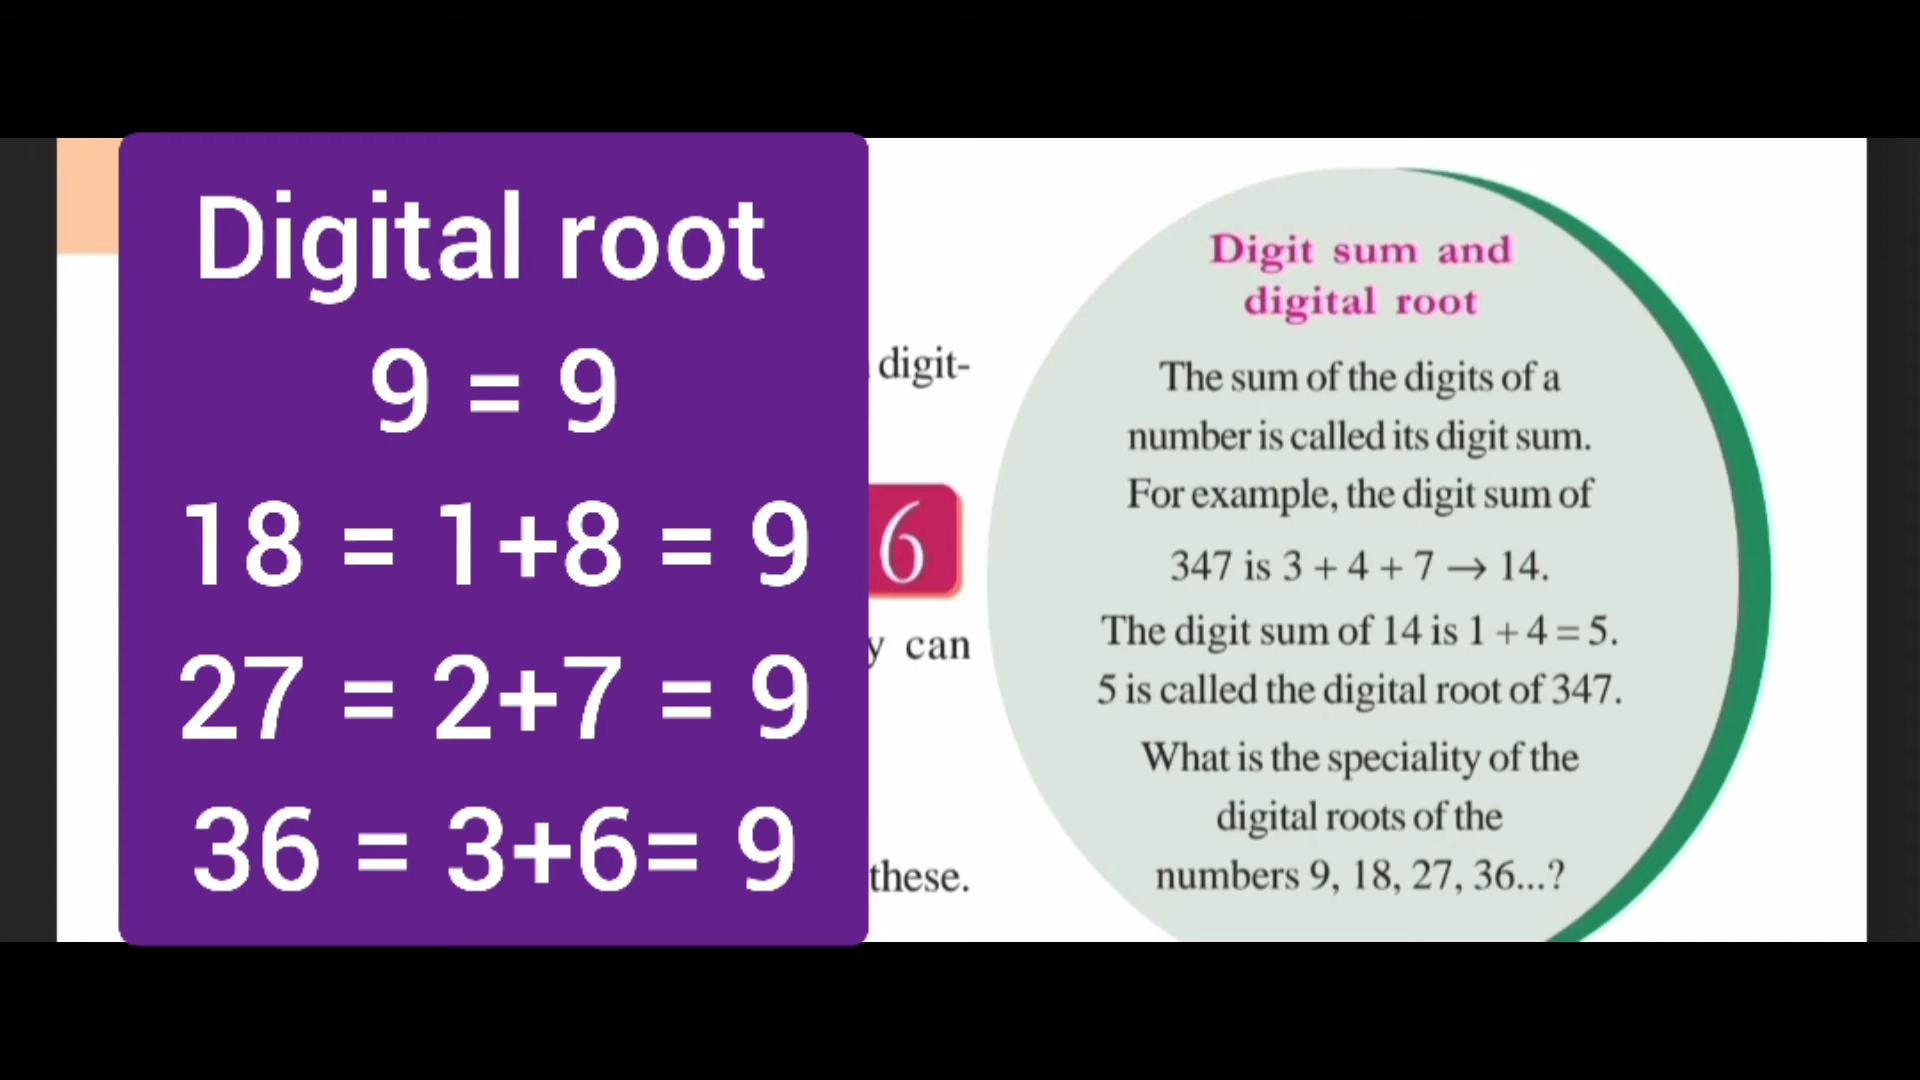 Digital root
9 = 9
18 = 1+8 = 9
27 = 2+7 = 9
36 = 3+6= 9
digit-
6
y can
these.
Digit sum and
digital root
The sum of the digits of a
number is called its digit sum.
For example, the digit sum of
347 is 3 + 4 + 7 → 14.
The digit sum of 14 is 1 + 4 = 5.
5 is called the digital root of 347.
What is the speciality of the
digital roots of the
numbers 9, 18, 27, 36...?